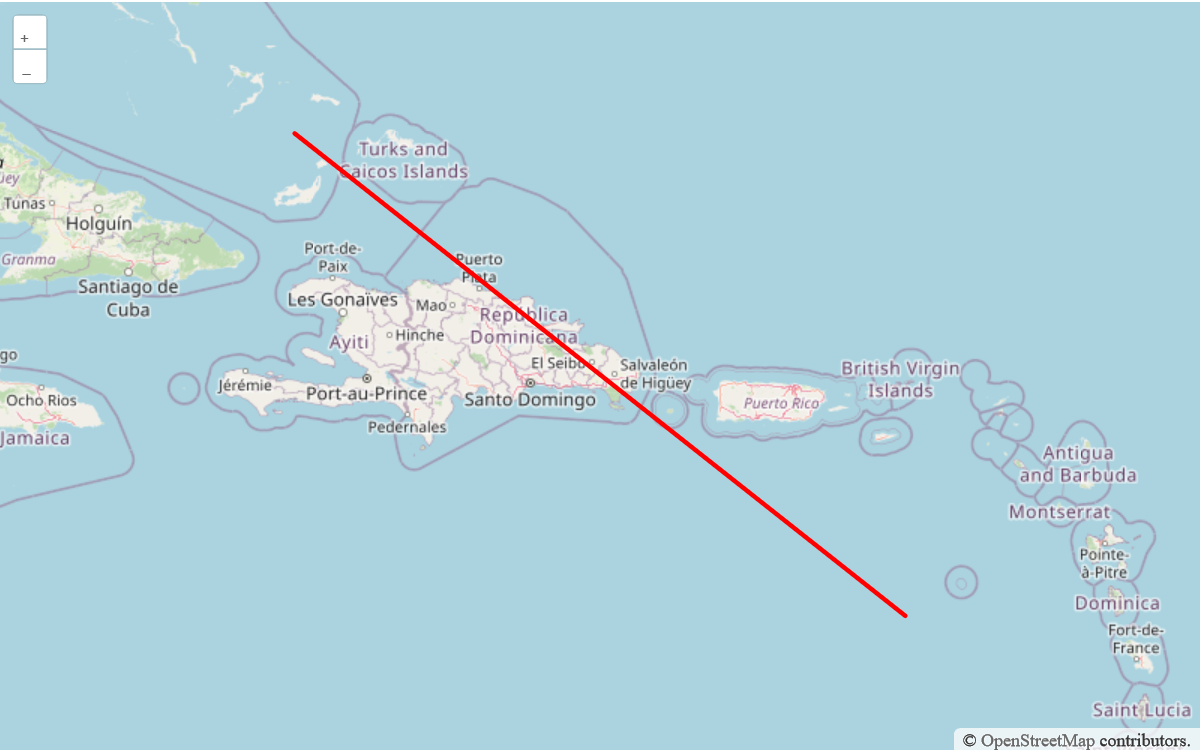 +
–
Turks and
Caicos Islands
Tunas
Holguín
Granma
Santiago de
Cuba
Port-de-
Paix
Puerto
Plata
Les Gonaïves
Mao
República
Dominicana
Ayiti
Hinche
El Seibo
Salvaleón
de Higüey
British Virgin
Islands
Jérémie
Port-au-Prince
Santo Domingo
Puerto Rico
Ocho Rios
Jamaica
Pedernales
Antigua
and Barbuda
Montserrat
Pointe-
à-Pitre
Dominica
Fort-de-
France
Saint Lucia
© OpenStreetMap contributors.